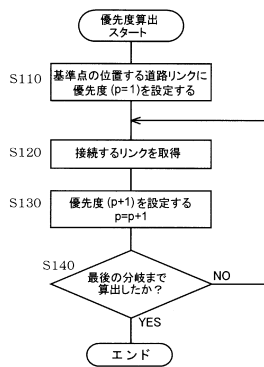 優先度算出
スタート
S110
基準点の位置する道路リンクに
優先度(p=1)を設定する
S120
接続するリンクを取得
S130
優先度(p+1)を設定する
p=p+1
S140
最後の分岐まで
算出したか？
NO
YES
エンド